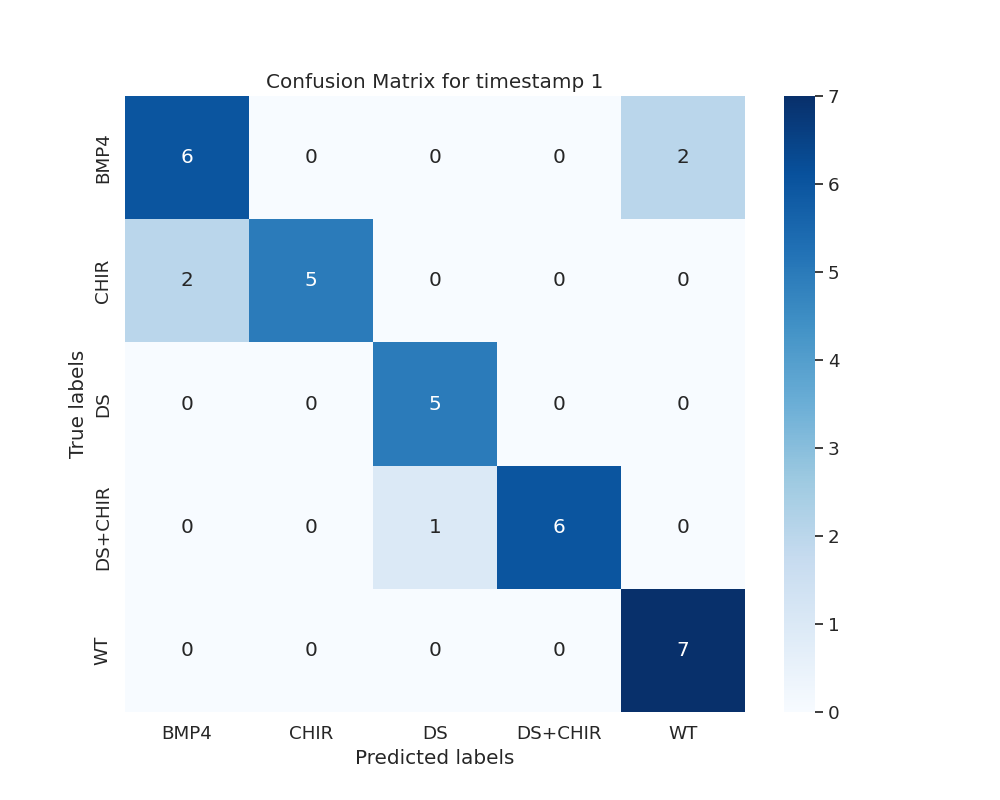 Confusion Matrix for timestamp 1
True labels
BMP4
6 0 0 0 2
CHIR
2 5 0 0 0
DS
0 0 5 0 0
DS+CHIR
0 0 1 6 0
WT
0 0 0 0 7
BMP4 CHIR DS DS+CHIR WT
Predicted labels
7
6
5
4
3
2
1
0